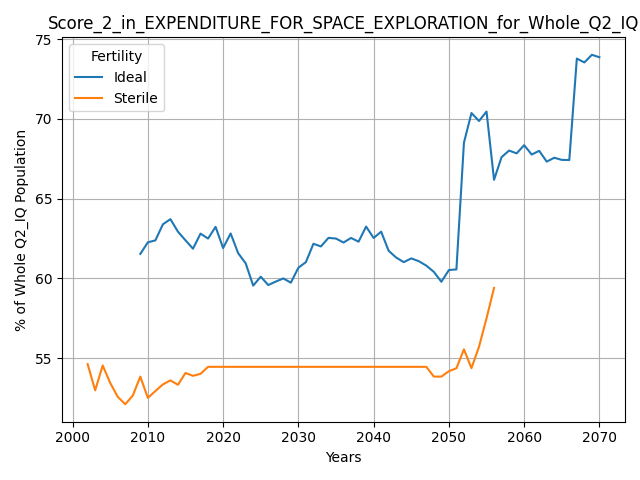 Score_2_in_EXPENDITURE_FOR_SPACE_EXPLORATION_for_Whole_Q2_IQ
Fertility
Ideal
Sterile
75
70
65
60
55
% of Whole Q2_IQ Population
2000 2010 2020 2030 2040 2050 2060 2070
Years